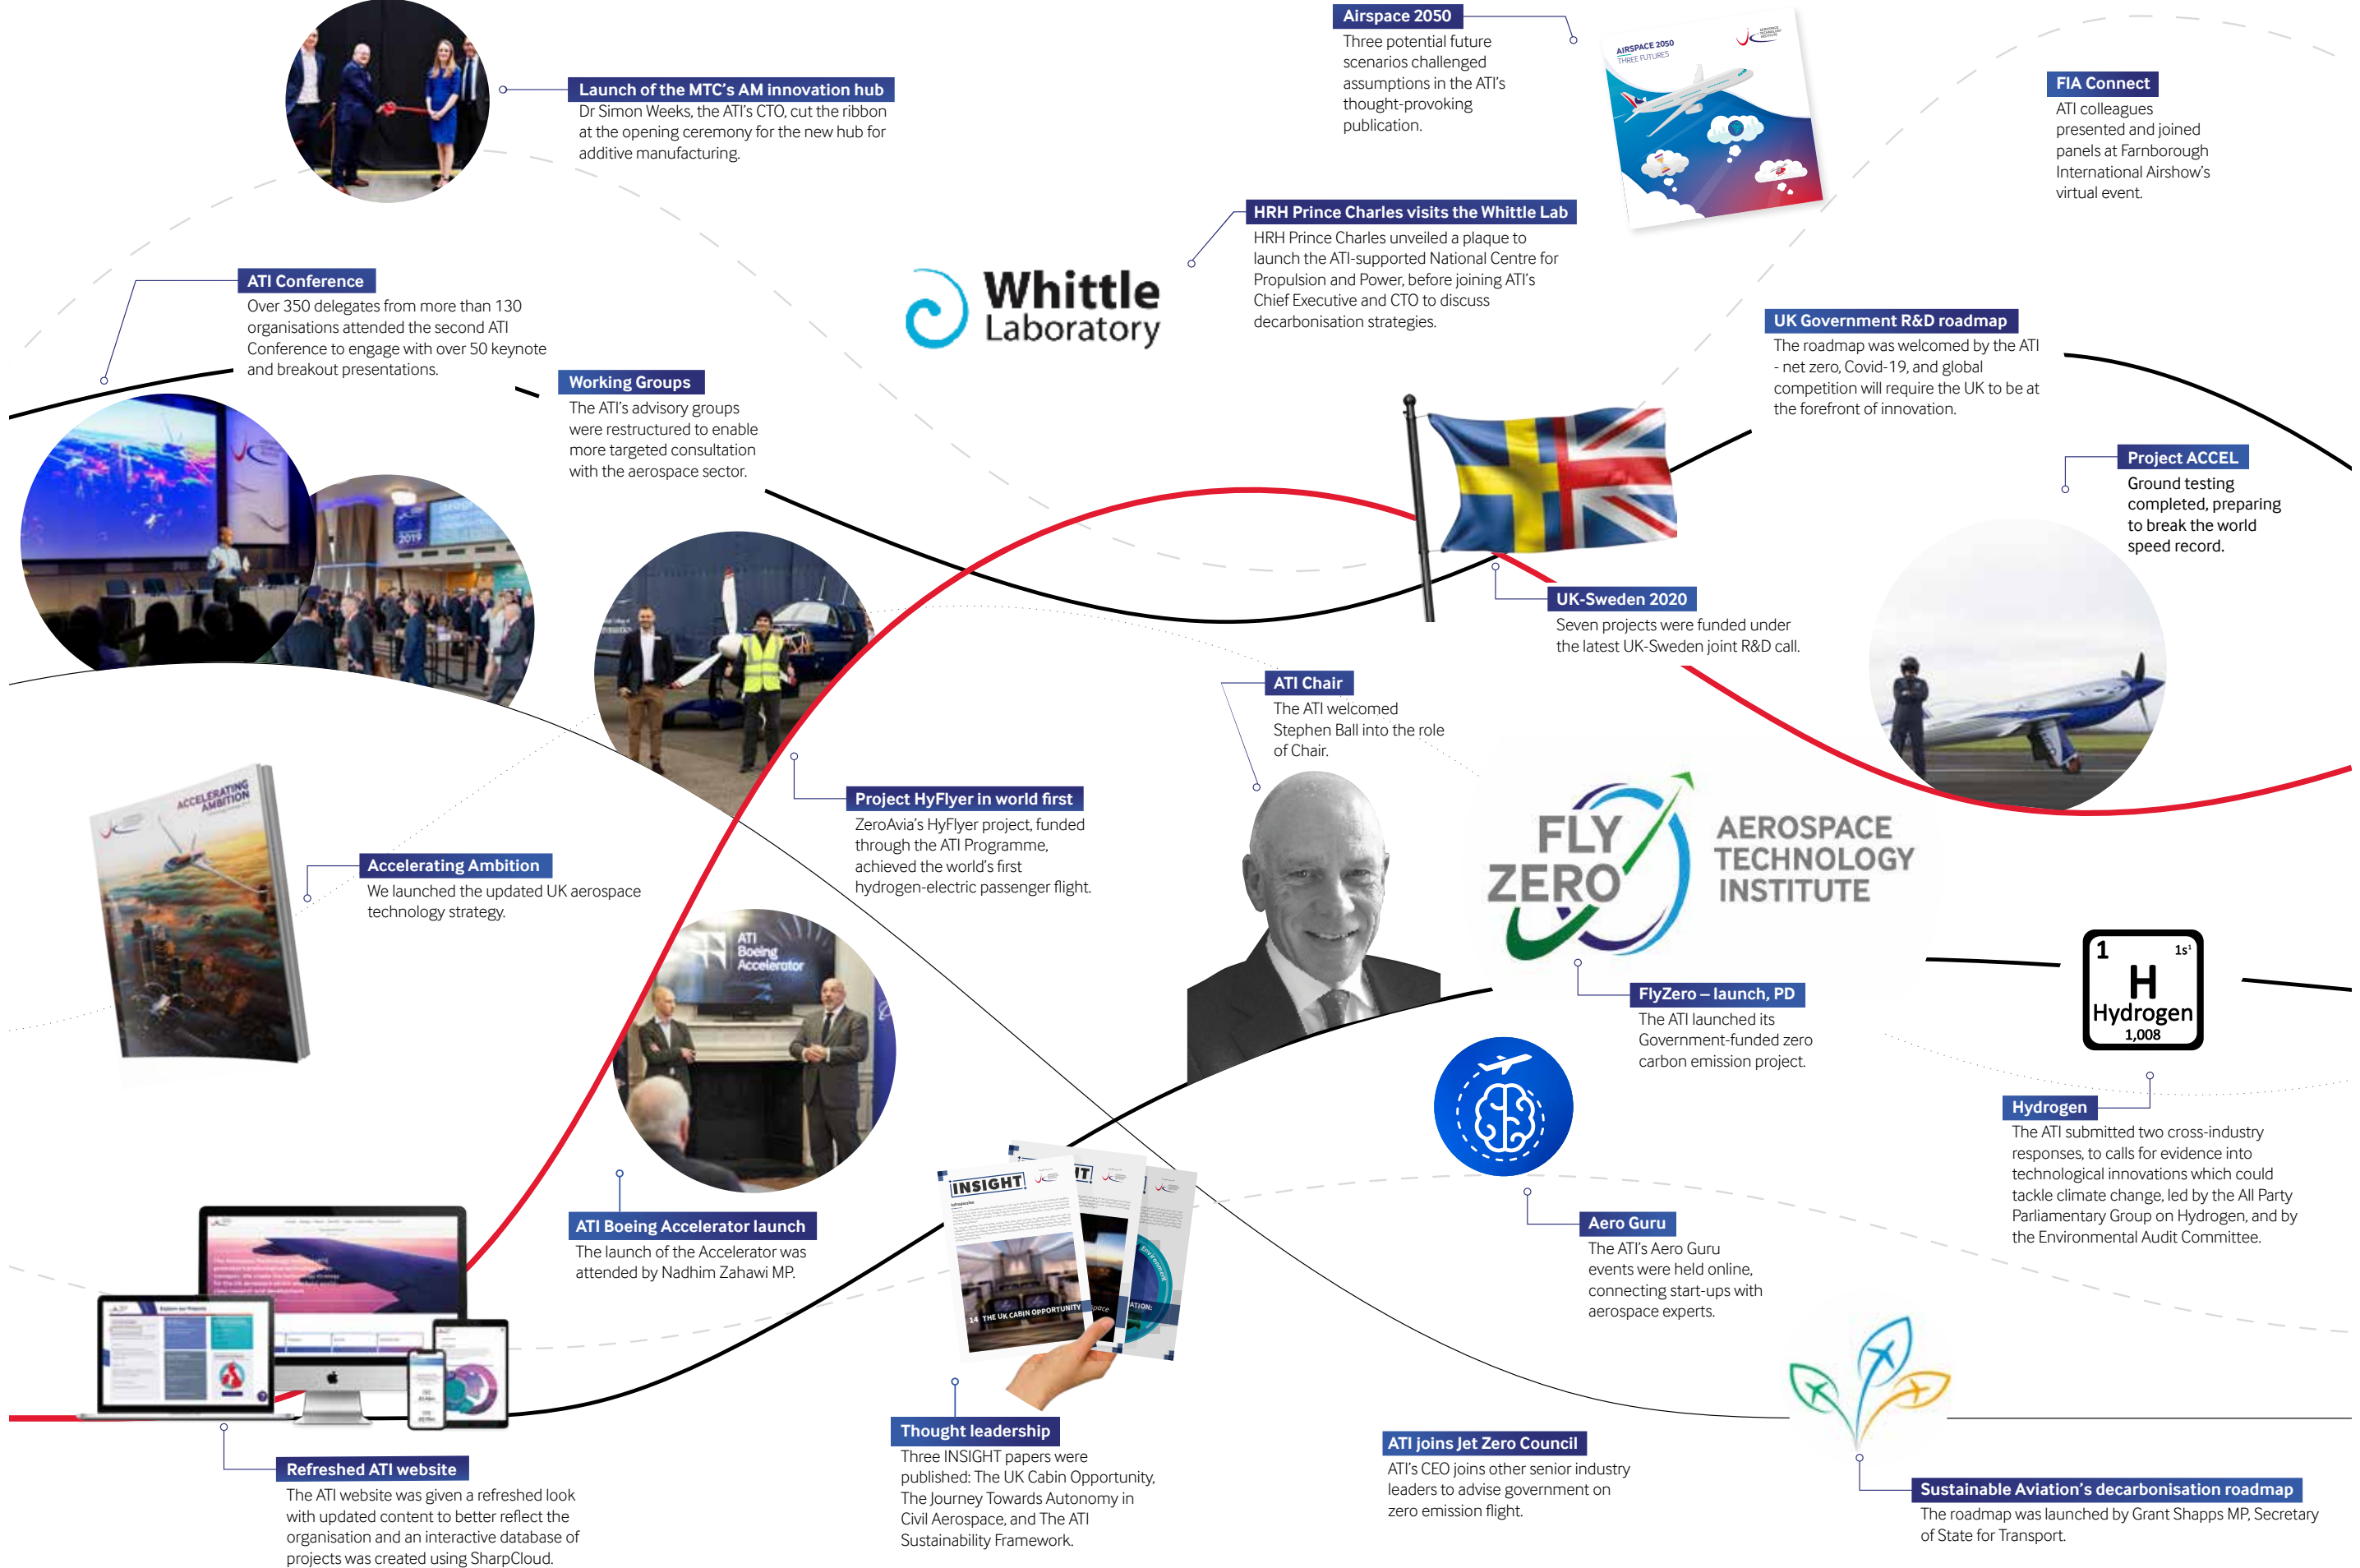 Launch of the MTC's AM innovation hub
Dr Simon Weeks, the ATI's CTO, cut the ribbon
at the opening ceremony for the new hub for
additive manufacturing.
Airspace 2050
Three potential future
scenarios challenged
assumptions in the ATI's
thought-provoking
publication.
AIRSPACE 2050
THREE FUTURES
AEROSPACE
TECHNOLOGY
INSTITUTE
FIA Connect
ATI colleagues
presented and joined
panels at Farnborough
International Airshow's
virtual event.
ATI Conference
Over 350 delegates from more than 130
organisations attended the second ATI
Conference to engage with over 50 keynote
and breakout presentations.
Working Groups
The ATI's advisory groups
were restructured to enable
more targeted consultation
with the aerospace sector.
Whittle
Laboratory
HRH Prince Charles visits the Whittle Lab
HRH Prince Charles unveiled a plaque to
launch the ATI-supported National Centre for
Propulsion and Power, before joining ATI's
Chief Executive and CTO to discuss
decarbonisation strategies.
UK Government R&D roadmap
The roadmap was welcomed by the ATI
- net zero, Covid-19, and global
competition will require the UK to be at
the forefront of innovation.
Project ACCEL
Ground testing
completed, preparing
to break the world
speed record.
2019
UK-Sweden 2020
Seven projects were funded under
the latest UK-Sweden joint R&D call.
ATI Chair
The ATI welcomed
Stephen Ball into the role
of Chair.
Project HyFlyer in world first
ZeroAvia's HyFlyer project, funded
through the ATI Programme,
achieved the world's first
hydrogen-electric passenger flight.
ACCELERATING
AMBITION
Accelerating Ambition
We launched the updated UK aerospace
technology strategy.
FLY
ZERO
AEROSPACE
TECHNOLOGY
INSTITUTE
FlyZero – launch, PD
The ATI launched its
Government-funded zero
carbon emission project.
1
1s¹
H
Hydrogen
1,008
Hydrogen
The ATI submitted two cross-industry
responses, to calls for evidence into
technological innovations which could
tackle climate change, led by the All Party
Parliamentary Group on Hydrogen, and by
the Environmental Audit Committee.
ATI
Boeing
Accelerator
ATI Boeing Accelerator launch
The launch of the Accelerator was
attended by Nadhim Zahawi MP.
Aero Guru
The ATI's Aero Guru
events were held online,
connecting start-ups with
aerospace experts.
INSIGHT
14 THE UK CABIN OPPORTUNITY
Environment
Thought leadership
Three INSIGHT papers were
published: The UK Cabin Opportunity,
The Journey Towards Autonomy in
Civil Aerospace, and The ATI
Sustainability Framework.
Refreshed ATI website
The ATI website was given a refreshed look
with updated content to better reflect the
organisation and an interactive database of
projects was created using SharpCloud.
ATI joins Jet Zero Council
ATI's CEO joins other senior industry
leaders to advise government on
zero emission flight.
Sustainable Aviation's decarbonisation roadmap
The roadmap was launched by Grant Shapps MP, Secretary
of State for Transport.